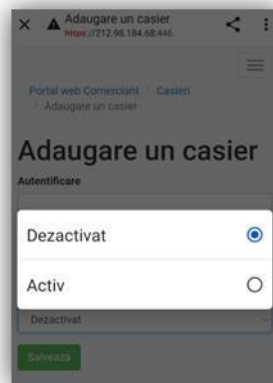 Adaugare un casier
https://212.98.184.68:446
Portal web Comerciant / Casieri
/ Adaugare un casier
Adaugare un casier
Autentificare
Dezactivat
Activ
Dezactivat
Salveaza